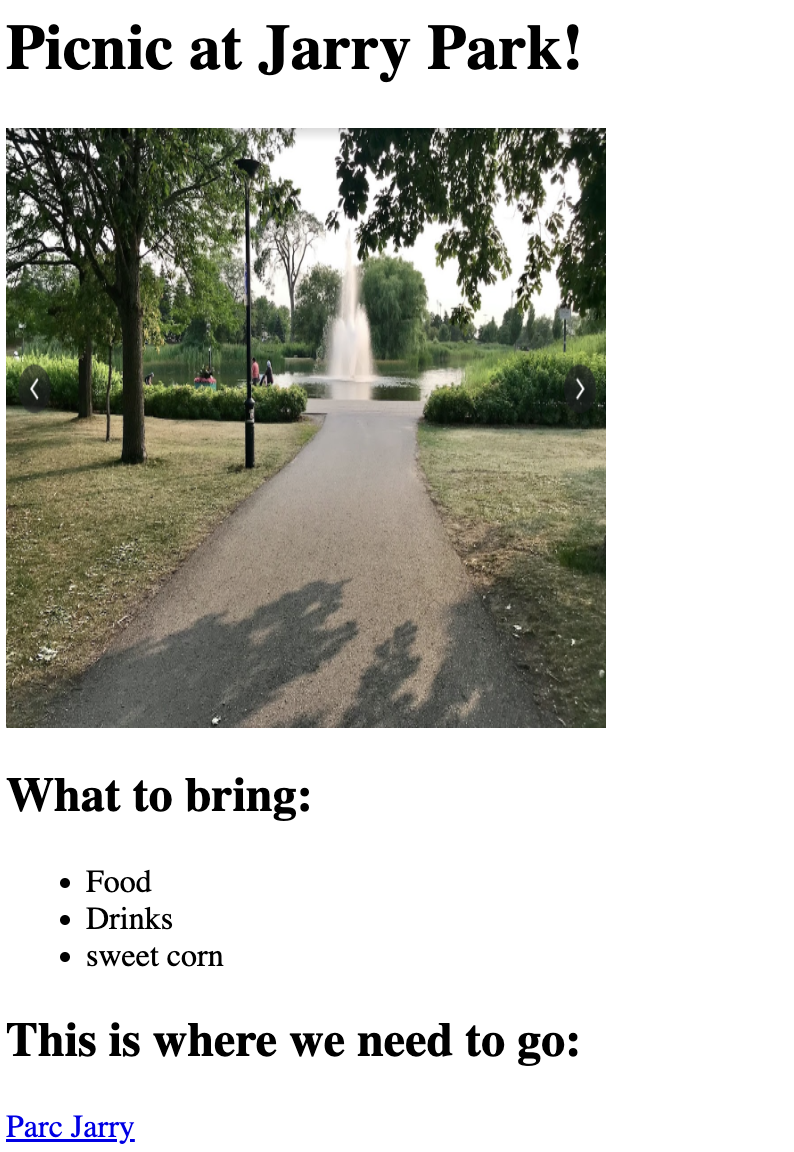 Picnic at Jarry Park!
What to bring:
Food
Drinks
sweet corn
This is where we need to go:
Parc Jarry